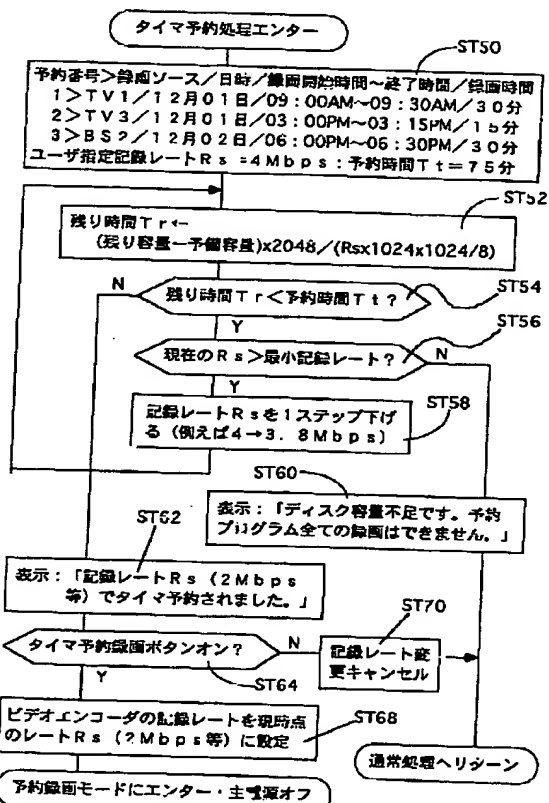 タイマ予約処理エンター
ST50
予約番号>録画ソース/日時/録画開始時間~終了時間/録画時間
1>TV1/12月01日/09:00AM~09:30AM/30分
2>TV3/12月01日/03:00PM~03:15PM/15分
3>BS?/12月02日/06:00PM~06:30PM/30分
ユーザ指定記録レートRs=4Mbps:予約時間Tt=75分
ST52
残り時間Tr←
(残り容量-予備容量)x2048/(Rsx1024x1024/8)
ST54
N
残り時間Tr<予約時間Tt?
Y
ST56
現在のRs>最小記録レート?
N
Y
ST58
記録レートRsを1ステップ下げ
る(例えば4→3.8Mbps)
ST60
表示:「ディスク容量不足です。予約
プログラム全ての録画はできません。」
ST62
表示:「記録レートRs(2Mbps
等)でタイマ予約されました。」
ST70
タイマ予約録画ボタンオン?
N
記録レート変
更キャンセル
Y
ST64
ST68
ビデオエンコーダの記録レートを現時点
のレートRs(?Mbps等)に設定
通常処理へリターン
予約録画モードにエンター・主電源オフ